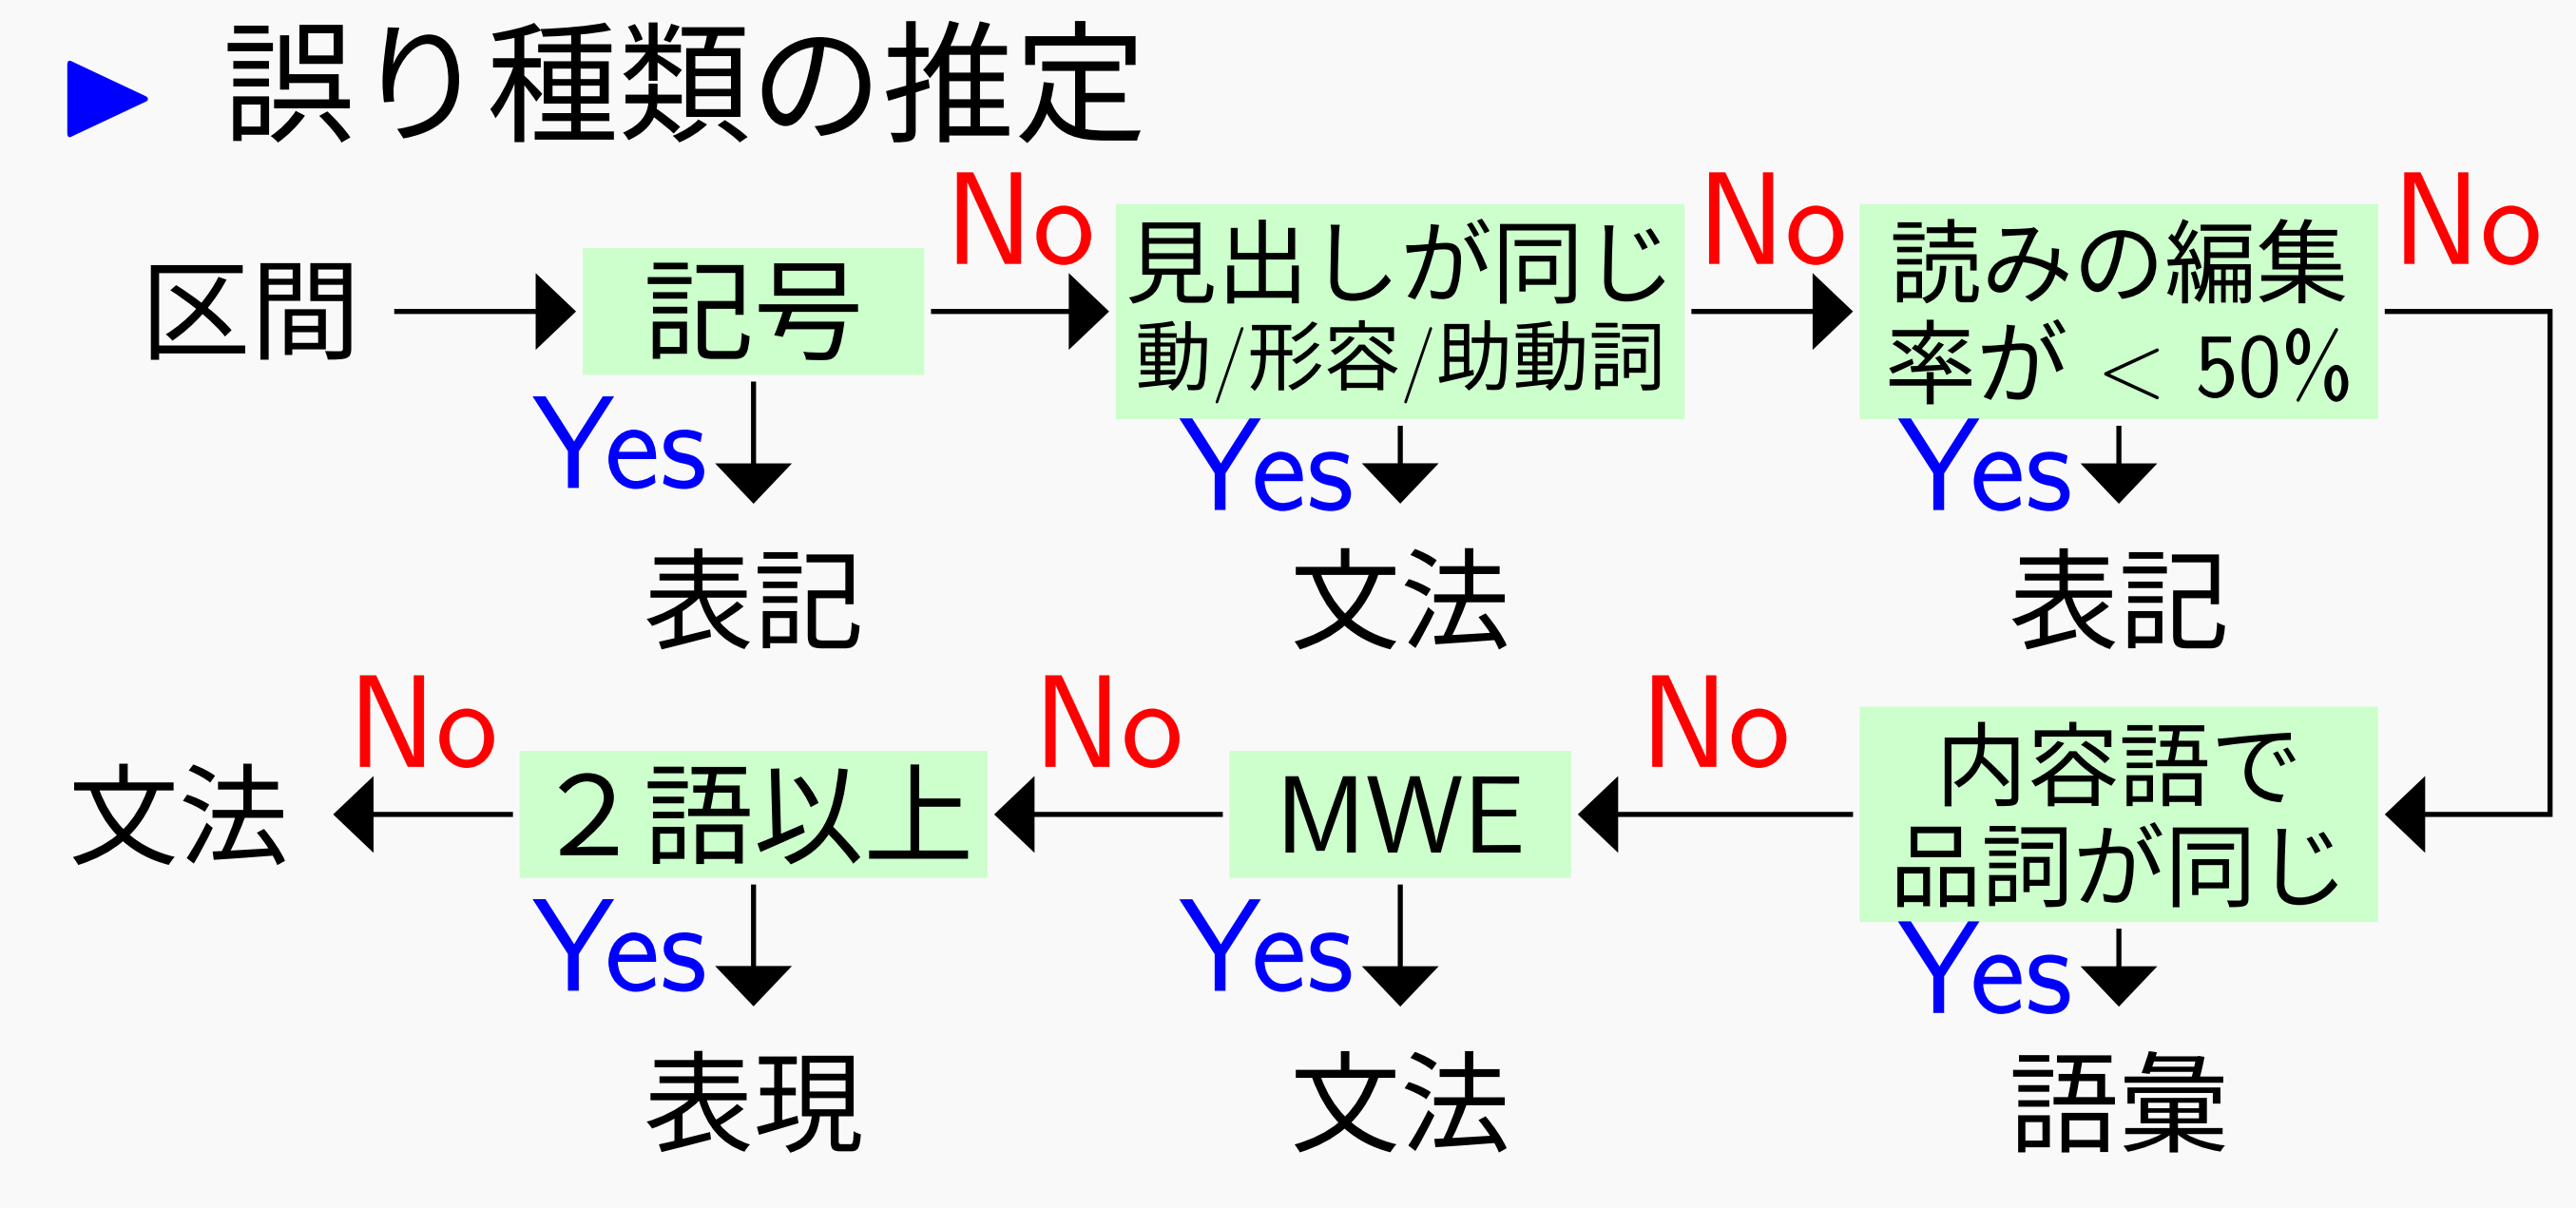 誤り種類の推定
区間
記号
No
見出しが同じ
動/形容/助動詞
No
読みの編集
率が < 50%
No
Yes
Yes
Yes
表記
文法
表記
文法
No
２語以上
No
MWE
No
内容語で
品詞が同じ
Yes
Yes
Yes
表現
文法
語彙